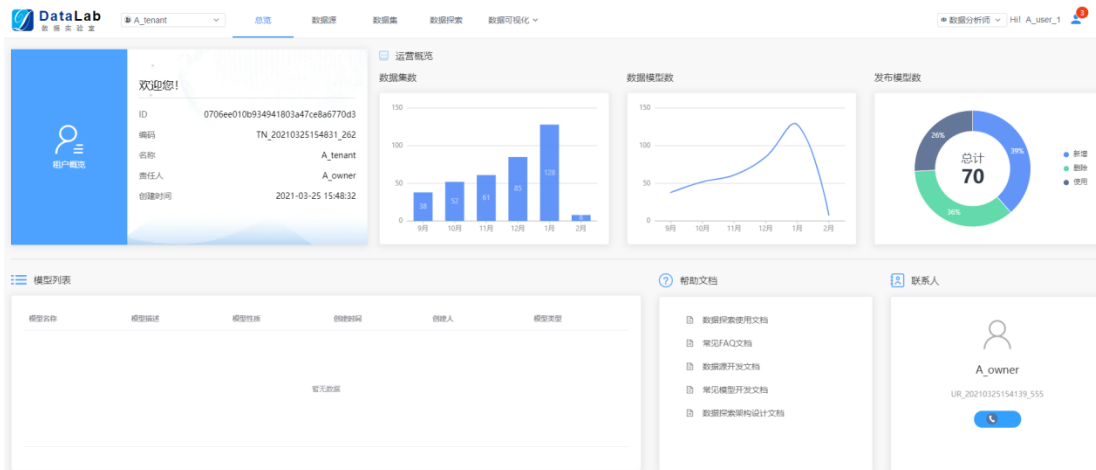 DataLab
数据实验室
A_tenant
总览
数据源
数据集
数据探索
数据可视化
数据分析师
Hi! A_user_1
3
租户概览
欢迎您!
ID 0706ee010b934941803a47ce8a6770d3
编码 TN_20210325154831_262
名称 A_tenant
责任人 A_owner
创建时间 2021-03-25 15:48:32
运营概览
数据集数
150
100
50
0
38
52
61
85
128
8
9月 10月 11月 12月 1月 2月
数据模型数
150
100
50
0
9月 10月 11月 12月 1月 2月
发布模型数
26%
39%
36%
总计
70
新增
删除
使用
模型列表
模型名称 模型描述 模型性质 创建时间 创建人 模型类型
暂无数据
帮助文档
数据探索使用文档
常见FAQ文档
数据源开发文档
常见模型开发文档
数据探索架构设计文档
联系人
A_owner
UR_20210325154139_555